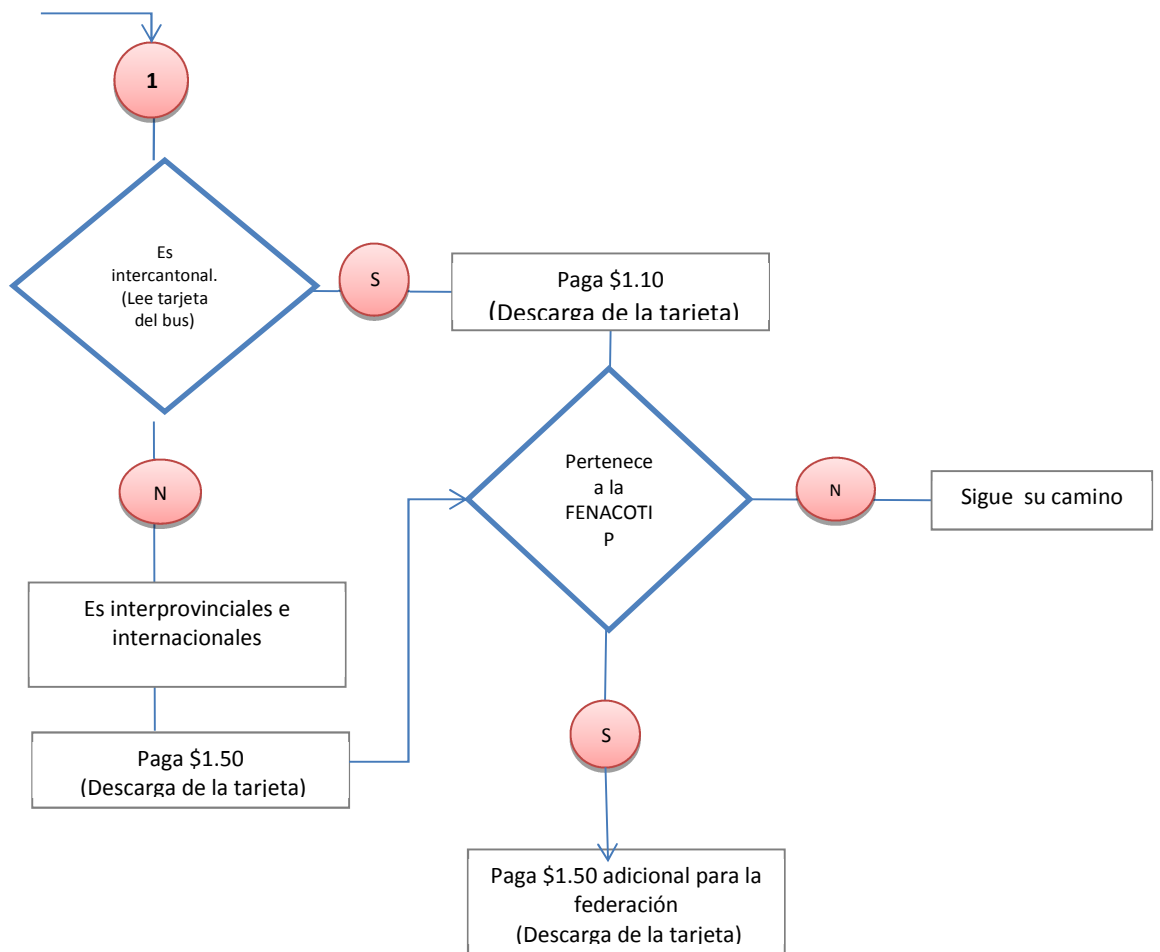 1
Es
intercantonal.
(Lee tarjeta
del bus)
S
Paga $1.10
(Descarga de la tarjeta)
Pertenece
a la
FENACOTI
P
N
Sigue su camino
N
Es interprovinciales e
internacionales
Paga $1.50
(Descarga de la tarjeta)
S
Paga $1.50 adicional para la
federación
(Descarga de la tarjeta)